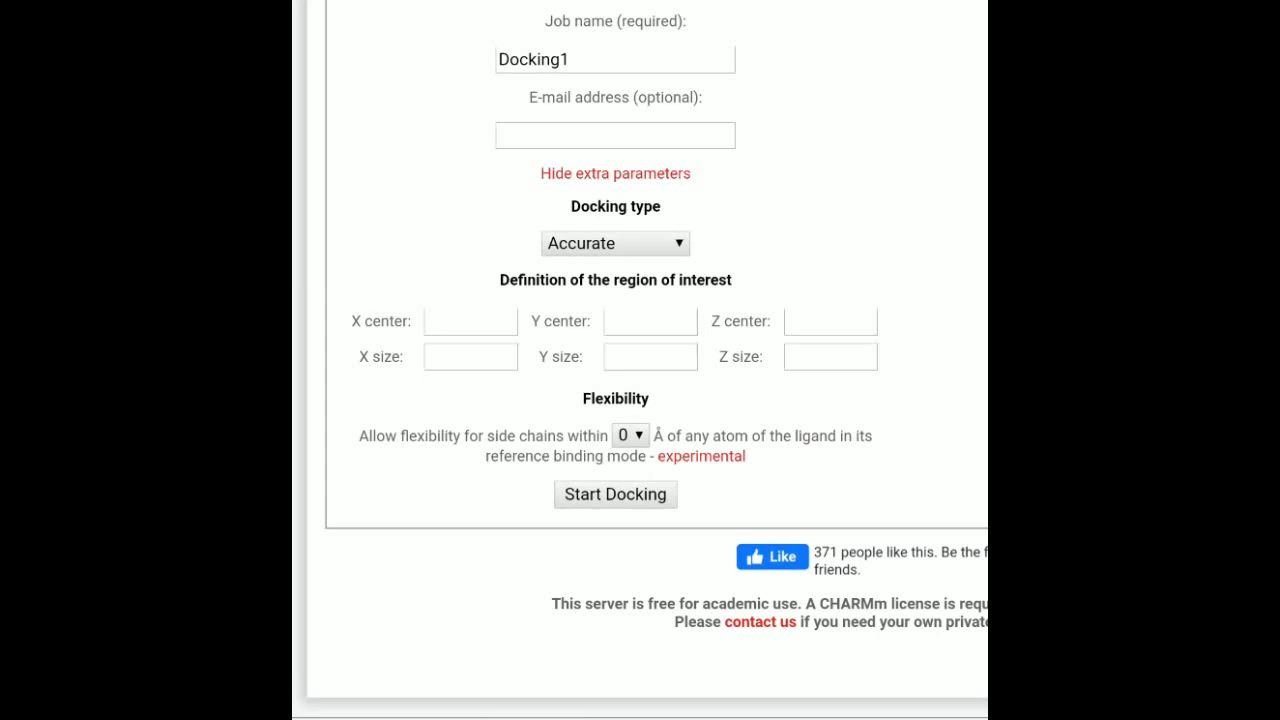 Job name (required):
Docking1
E-mail address (optional):
Hide extra parameters
Docking type
Accurate
Definition of the region of interest
X center: Y center: Z center:
X size: Y size: Z size:
Flexibility
Allow flexibility for side chains within 0 Å of any atom of the ligand in its
reference binding mode - experimental
Start Docking
Like 371 people like this. Be the
friends.
This server is free for academic use. A CHARMm license is
Please contact us if you need your own